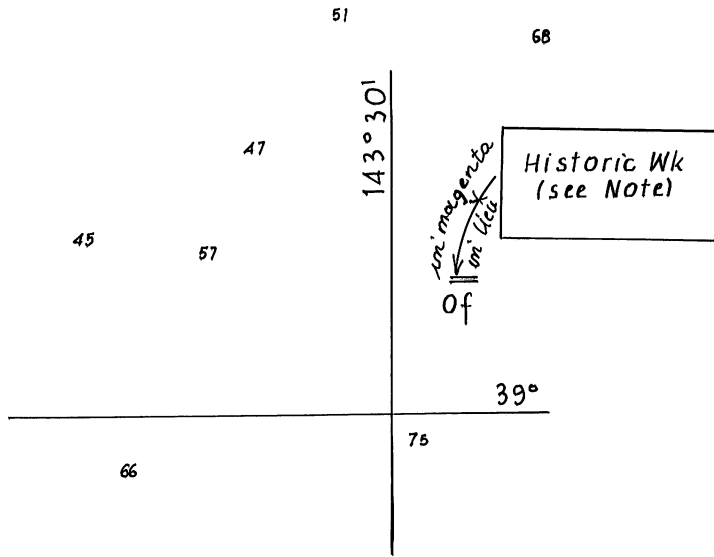 51
68
143° 30'
47
in magenta
in lieu
Historic Wk
(see Note)
45
57
Of
39°
75
66